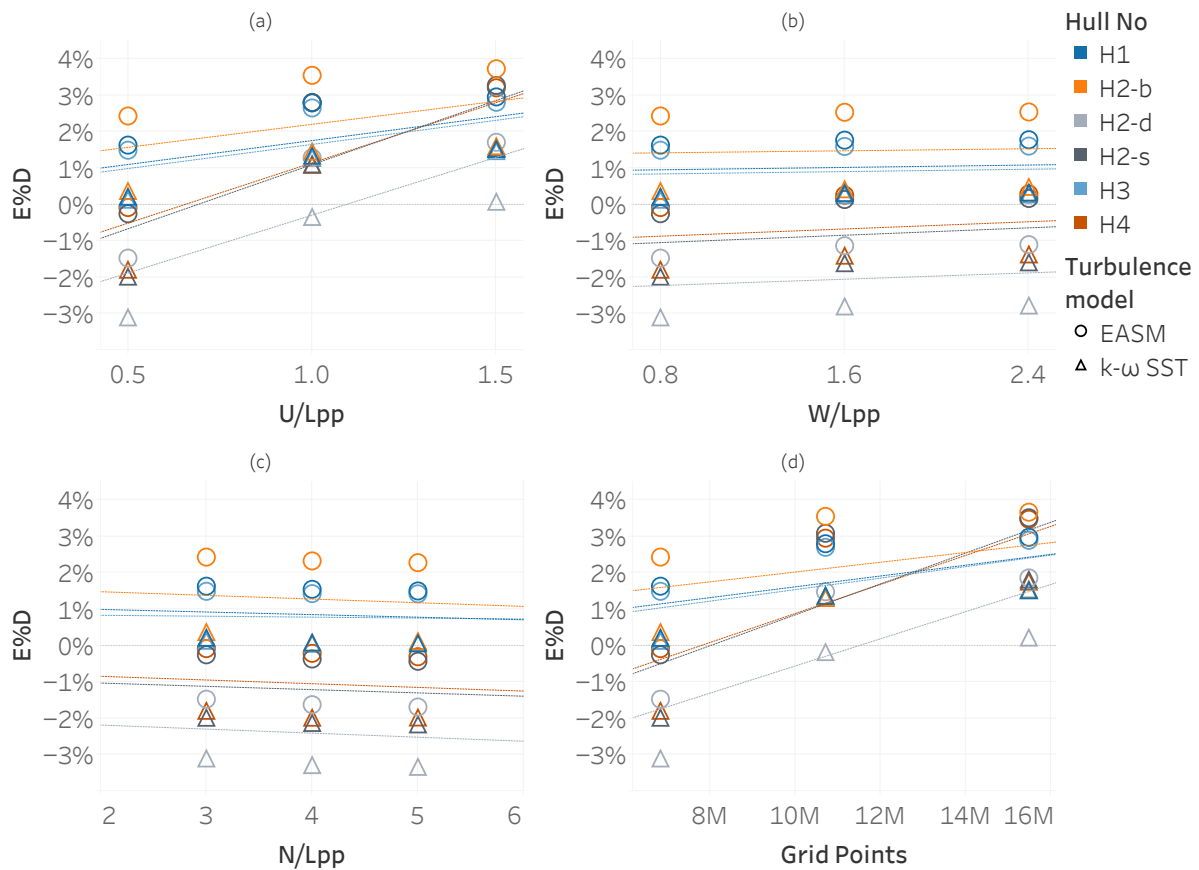 (a)
E%D
4%
3%
2%
1%
0%
−1%
−2%
−3%
0.5 1.0 1.5
U/Lpp
(b)
E%D
4%
3%
2%
1%
0%
−1%
−2%
−3%
0.8 1.6 2.4
W/Lpp
Hull No
H1
H2-b
H2-d
H2-s
H3
H4
Turbulence
model
EASM
k-ω SST
(c)
E%D
4%
3%
2%
1%
0%
−1%
−2%
−3%
2 3 4 5 6
N/Lpp
(d)
E%D
4%
3%
2%
1%
0%
−1%
−2%
−3%
8M 10M 12M 14M 16M
Grid Points